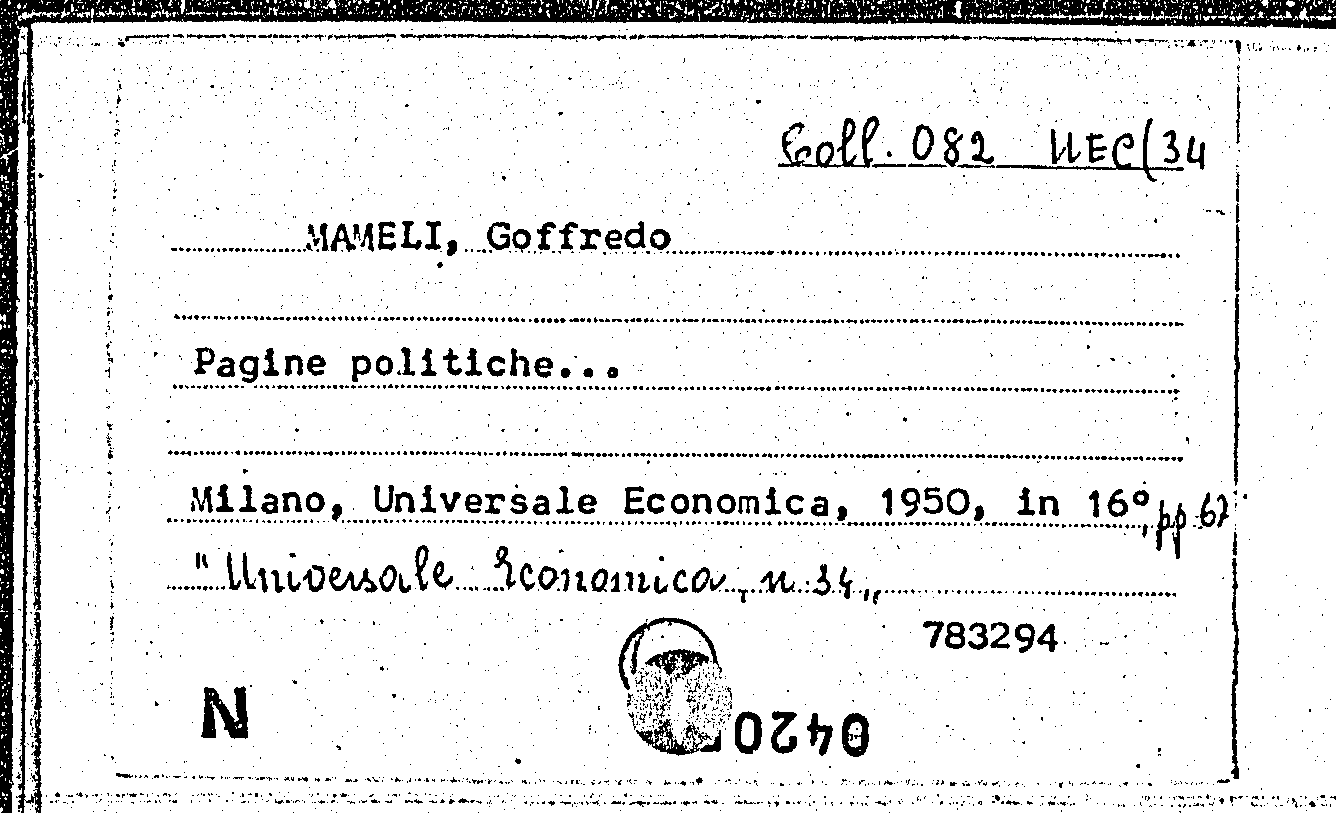 Coll. 082 UEC(34
MAMELI, Goffredo
Pagine politiche...
Milano, Universale Economica, 1950, in 16°, pp 67
"Universale Economica, n. 34„
783294
N
0420